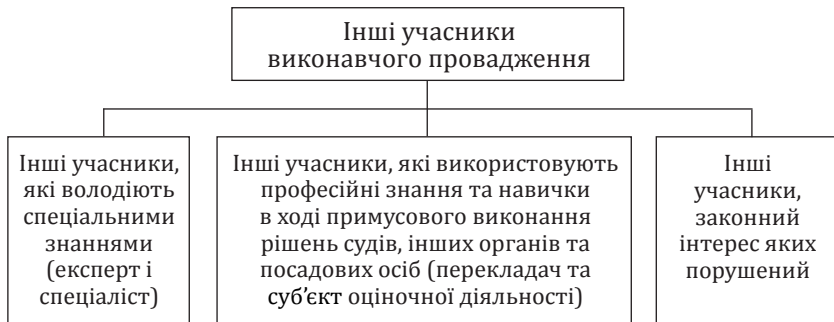 Інші учасники
виконавчого провадження
Інші учасники,
які володіють
спеціальними
знаннями
(експерт і
спеціаліст)
Інші учасники, які використовують
професійні знання та навички
в ході примусового виконання
рішень судів, інших органів та
посадових осіб (перекладач та
суб’єкт оціночної діяльності)
Інші
учасники,
законний
інтерес яких
порушений